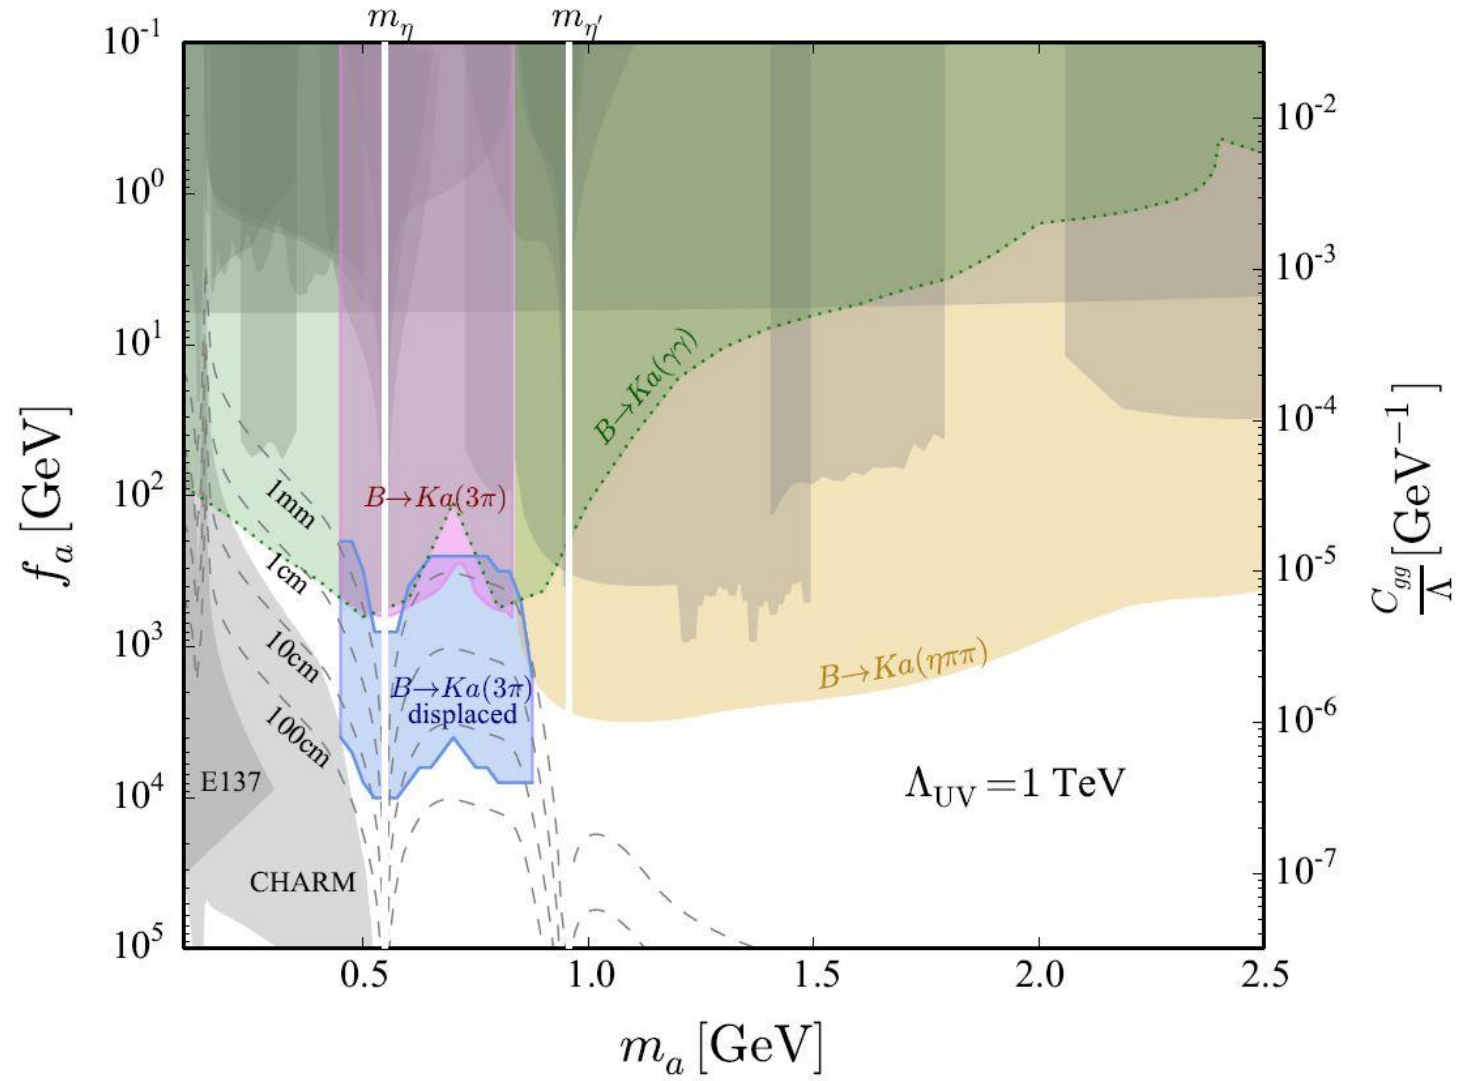 m_η m_η′
10^-1
10^0
10^1
10^2
10^3
10^4
10^5
f_a [GeV]
10^-2
10^-3
10^-4
10^-5
10^-6
10^-7
C_gg/Λ [GeV^−1]
B→Ka(γγ)
B→Ka(3π)
1mm
1cm
10cm
100cm
B→Ka(ηππ)
B→Ka(3π)
displaced
E137
Λ_UV = 1 TeV
CHARM
0.5 1.0 1.5 2.0 2.5
m_a [GeV]